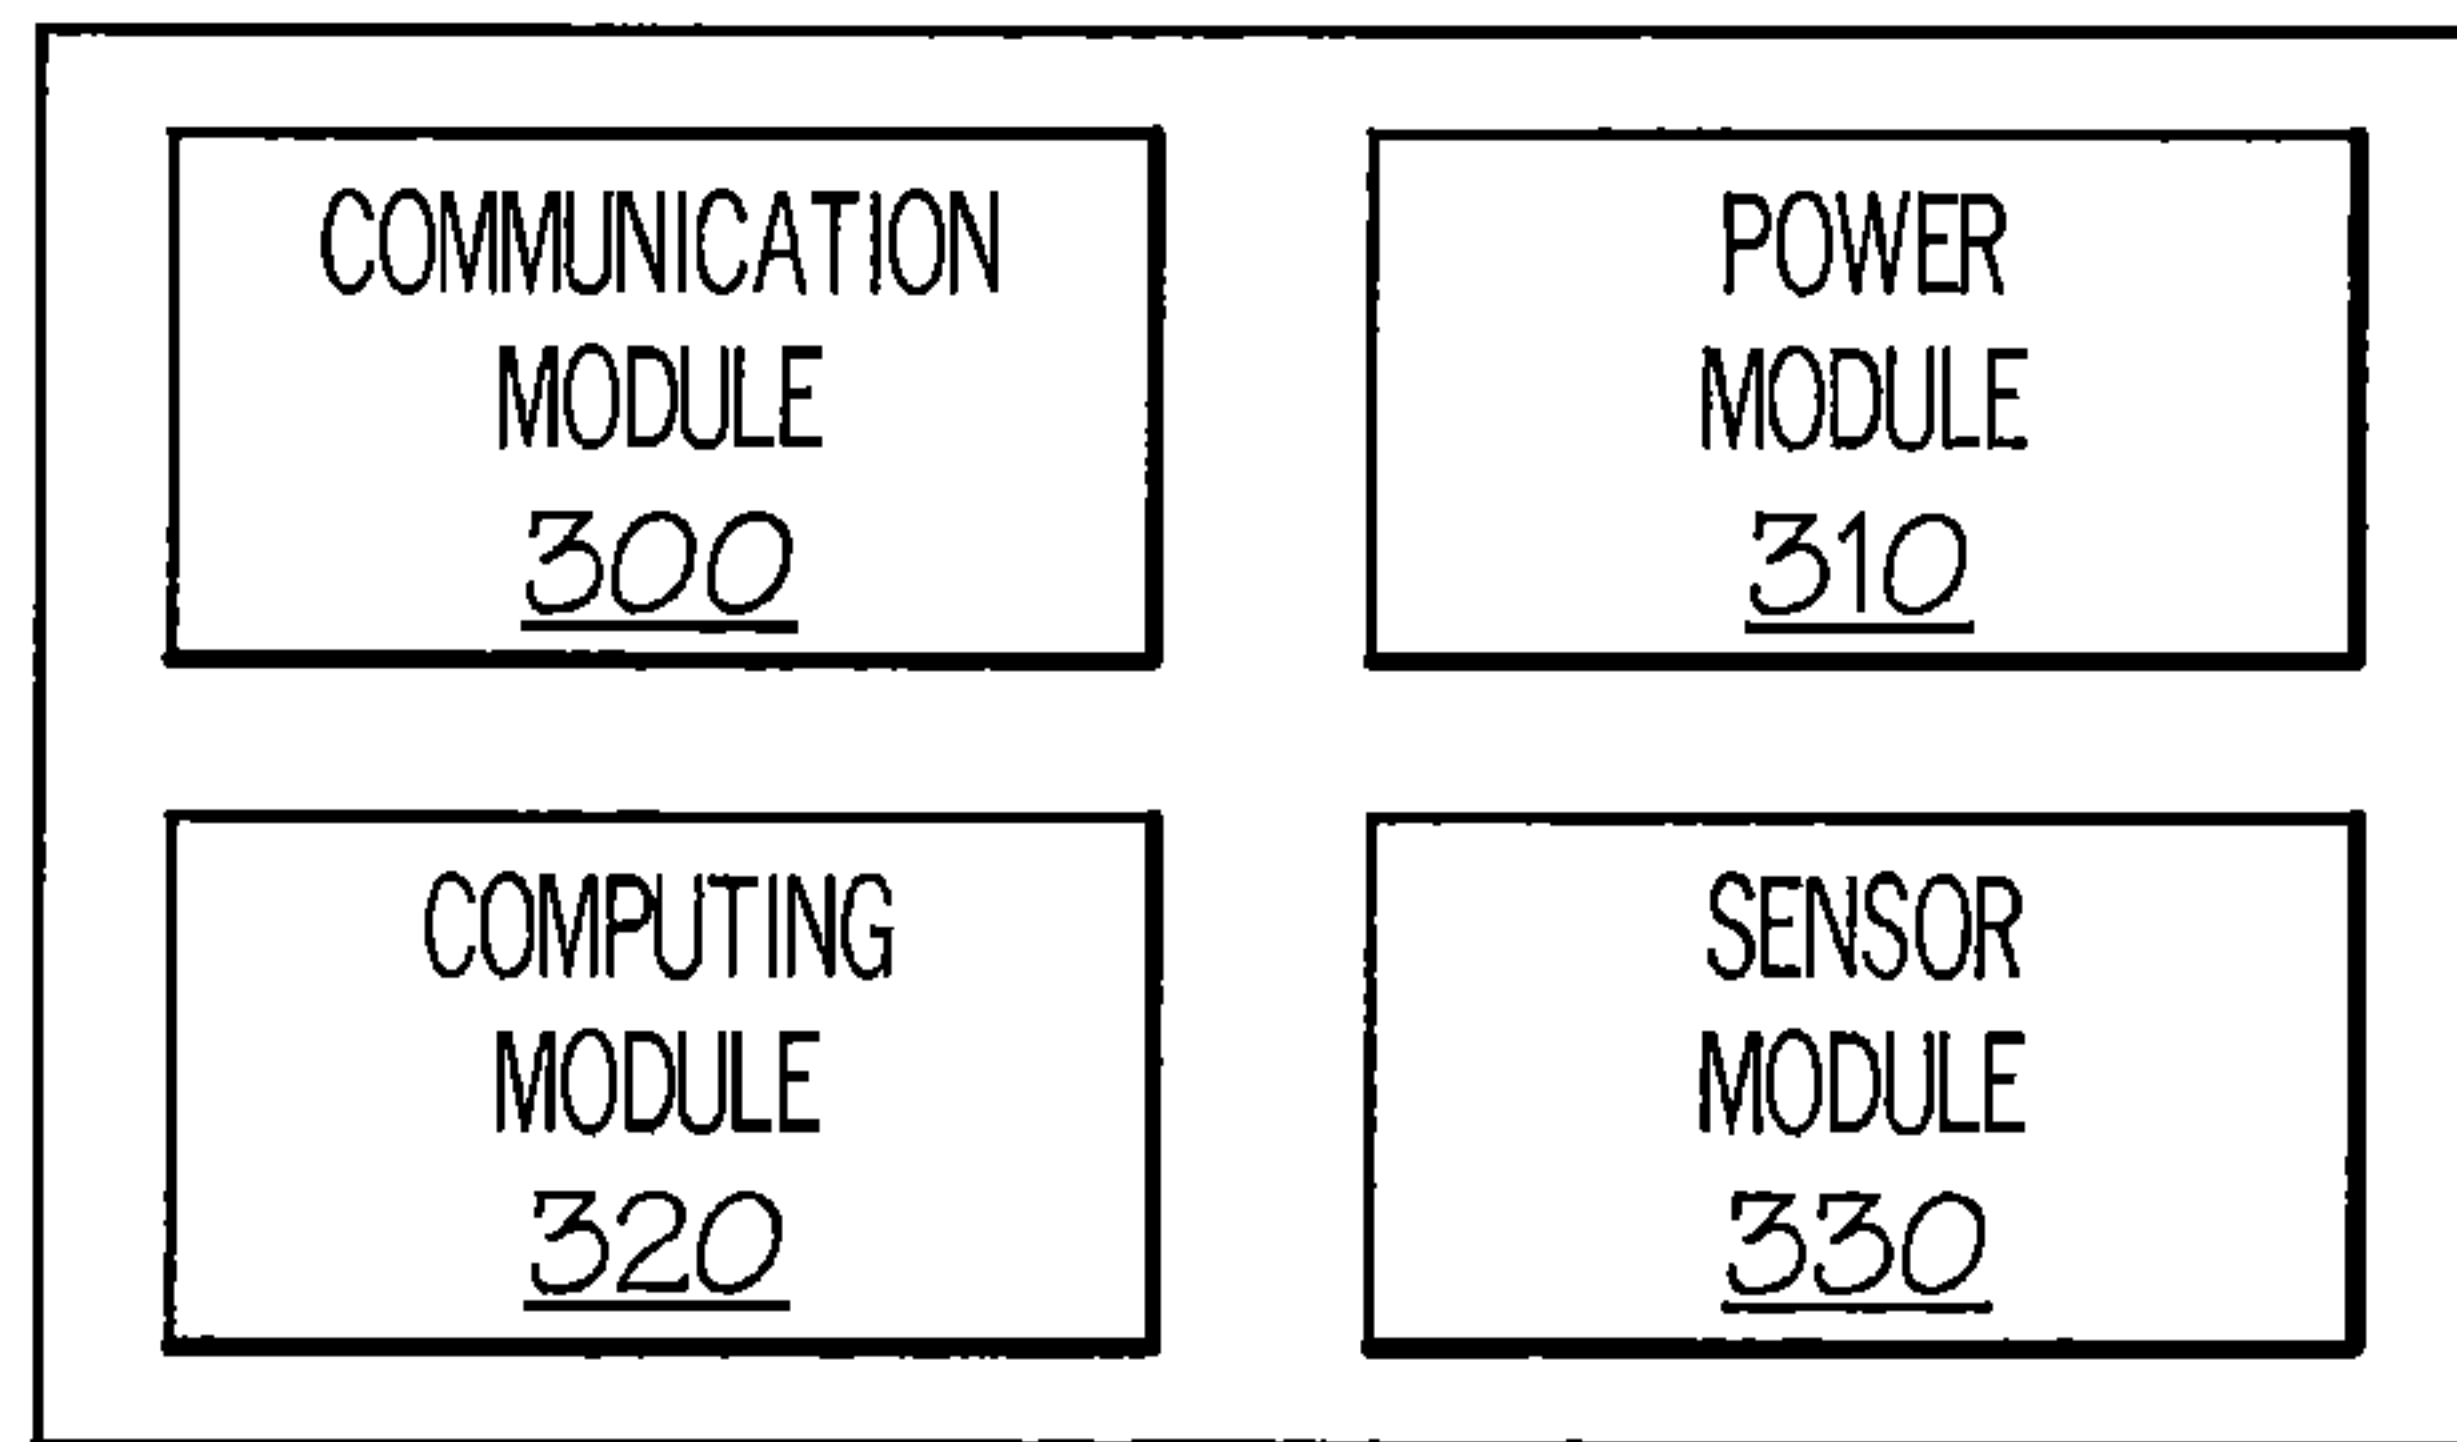 COMMUNICATION
MODULE
300
POWER
MODULE
310
COMPUTING
MODULE
320
SENSOR
MODULE
330